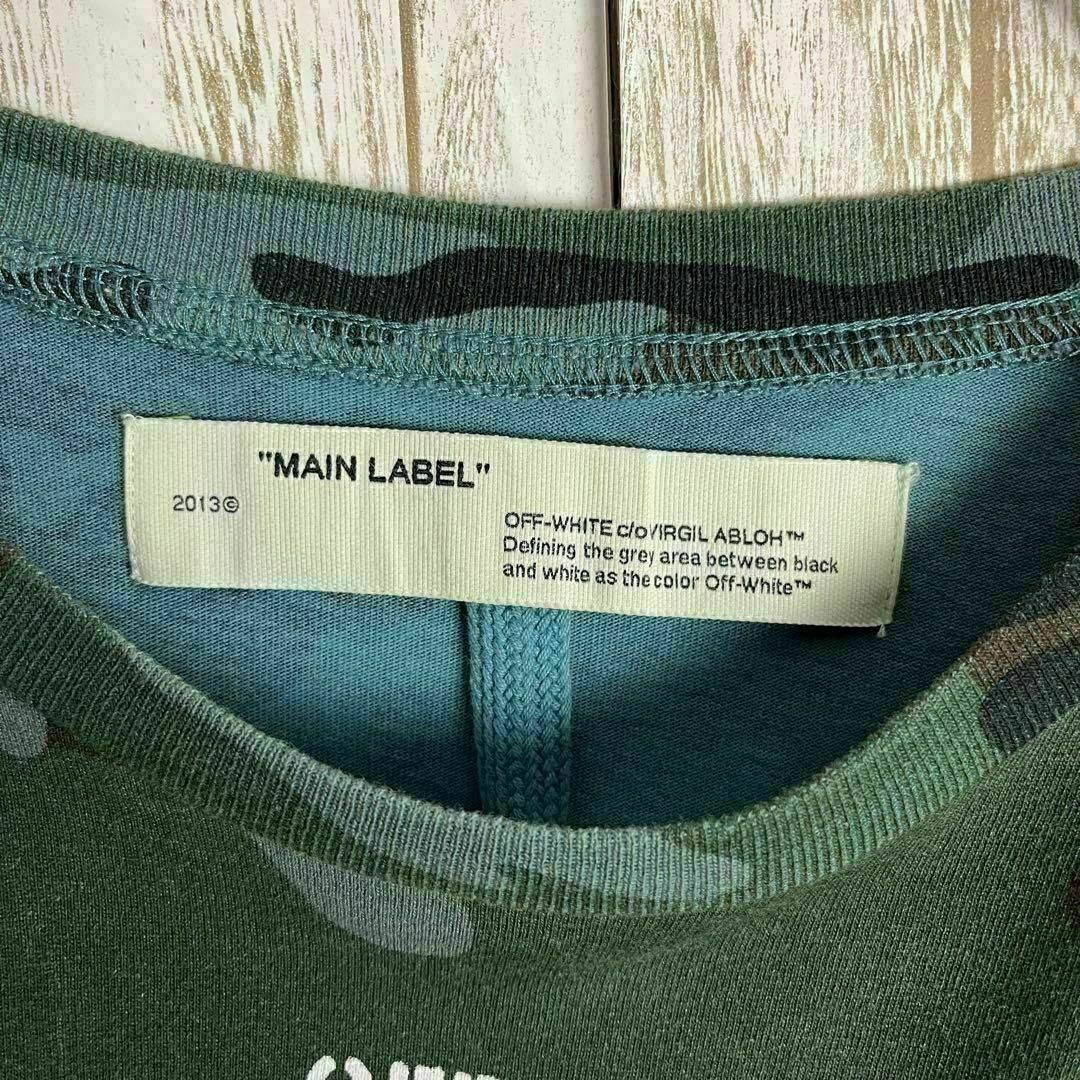 "MAIN LABEL"
2013©
OFF-WHITE c/o VIRGIL ABLOH™
Defining the grey area between black
and white as the color Off-White™